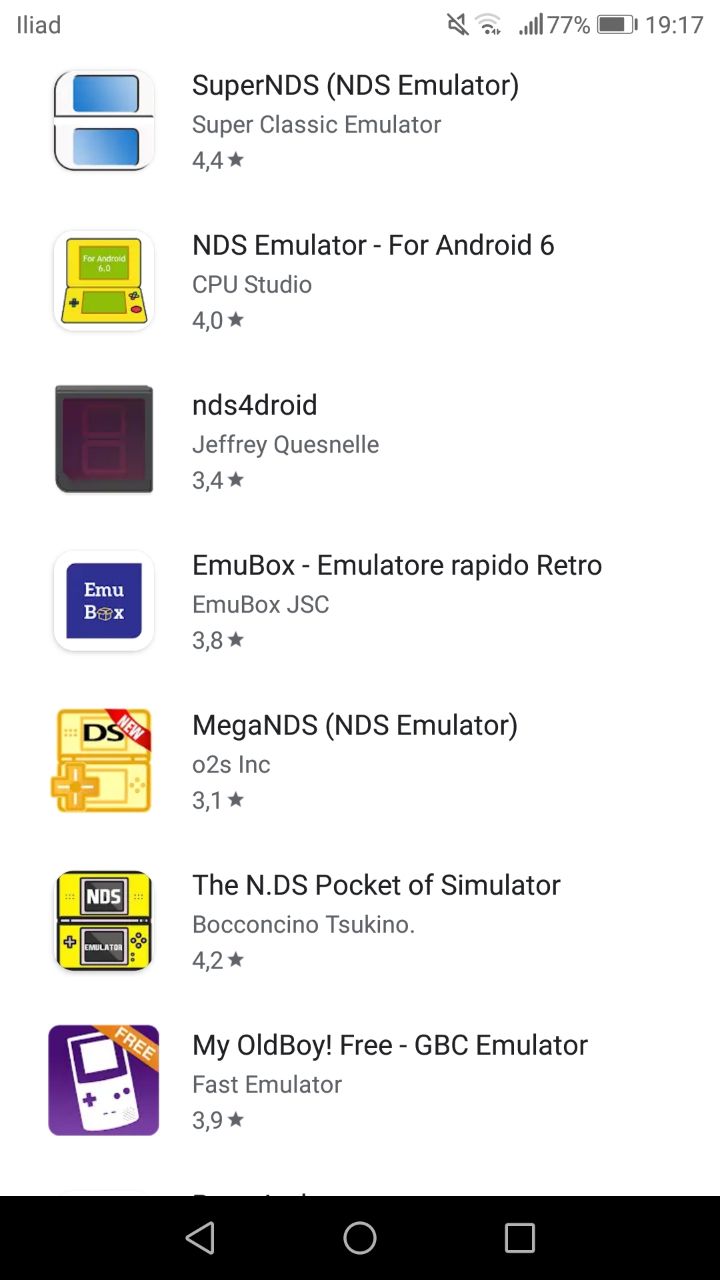 Iliad
77%
19:17
SuperNDS (NDS Emulator)
Super Classic Emulator
4,4★
For Android
6.0
NDS Emulator - For Android 6
CPU Studio
4,0★
nds4droid
Jeffrey Quesnelle
3,4★
Emu
Box
EmuBox - Emulatore rapido Retro
EmuBox JSC
3,8★
DS
NEW
MegaNDS (NDS Emulator)
o2s Inc
3,1★
NDS
EMULATOR
The N.DS Pocket of Simulator
Bocconcino Tsukino.
4,2★
FREE
My OldBoy! Free - GBC Emulator
Fast Emulator
3,9★